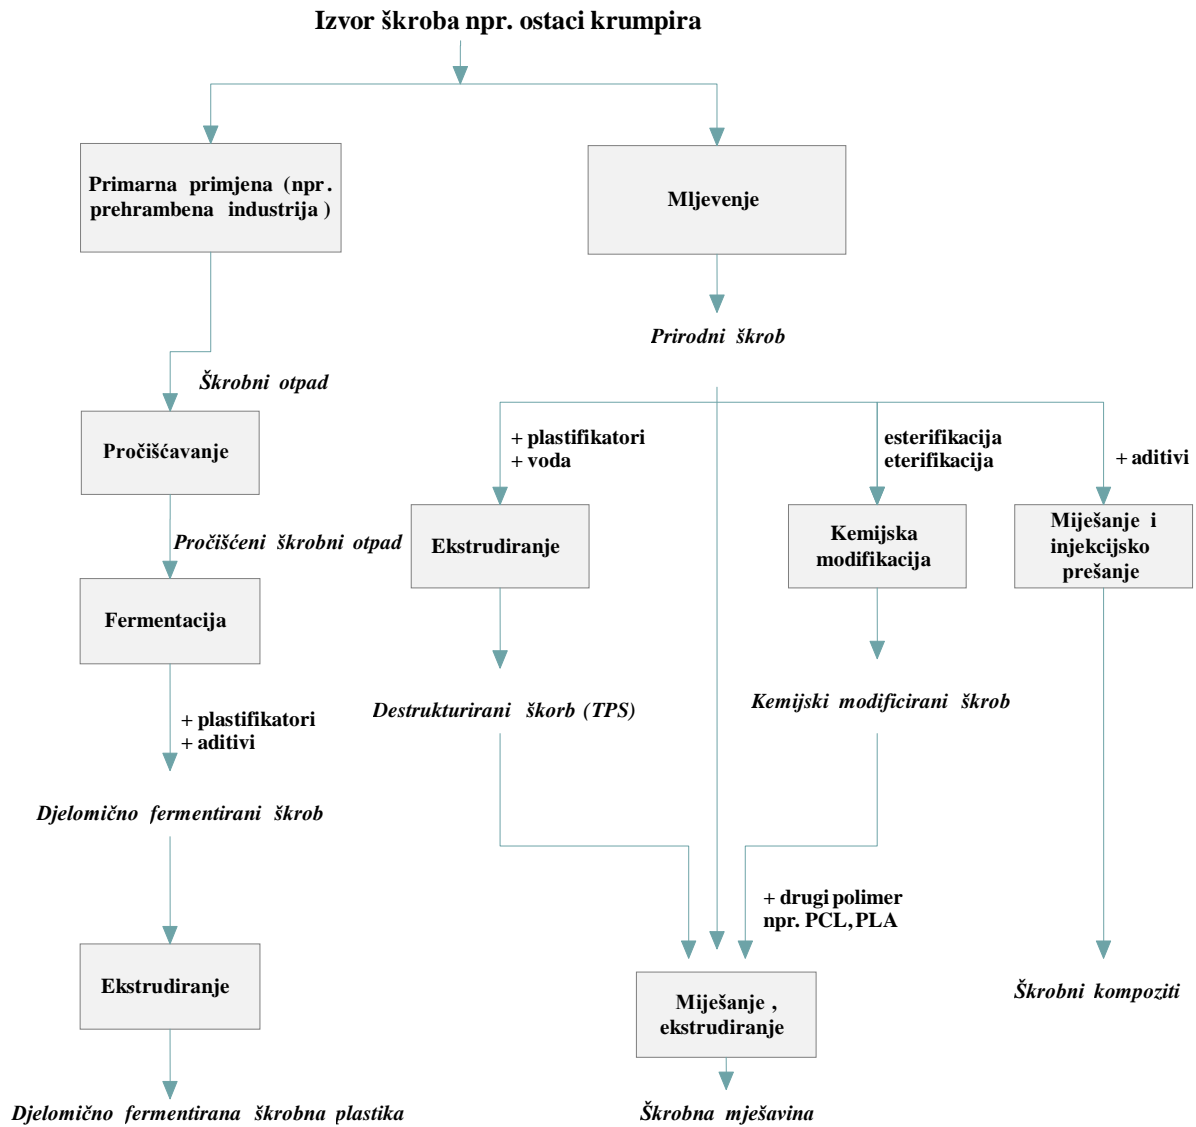 Izvor škroba npr. ostaci krumpira
Primarna primjena (npr.
prehrambena industrija )
Mljevenje
Prirodni škrob
Škrobni otpad
Pročišćavanje
+ plastifikatori
+ voda
esterifikacija
eterifikacija
+ aditivi
Pročišćeni škrobni otpad
Ekstrudiranje
Kemijska
modifikacija
Miješanje i
injekcijsko
prešanje
Fermentacija
+ plastifikatori
+ aditivi
Destrukturirani škorb (TPS)
Kemijski modificirani škrob
Djelomično fermentirani škrob
+ drugi polimer
npr. PCL, PLA
Ekstrudiranje
Miješanje ,
ekstrudiranje
Škrobni kompoziti
Djelomično fermentirana škrobna plastika
Škrobna mješavina